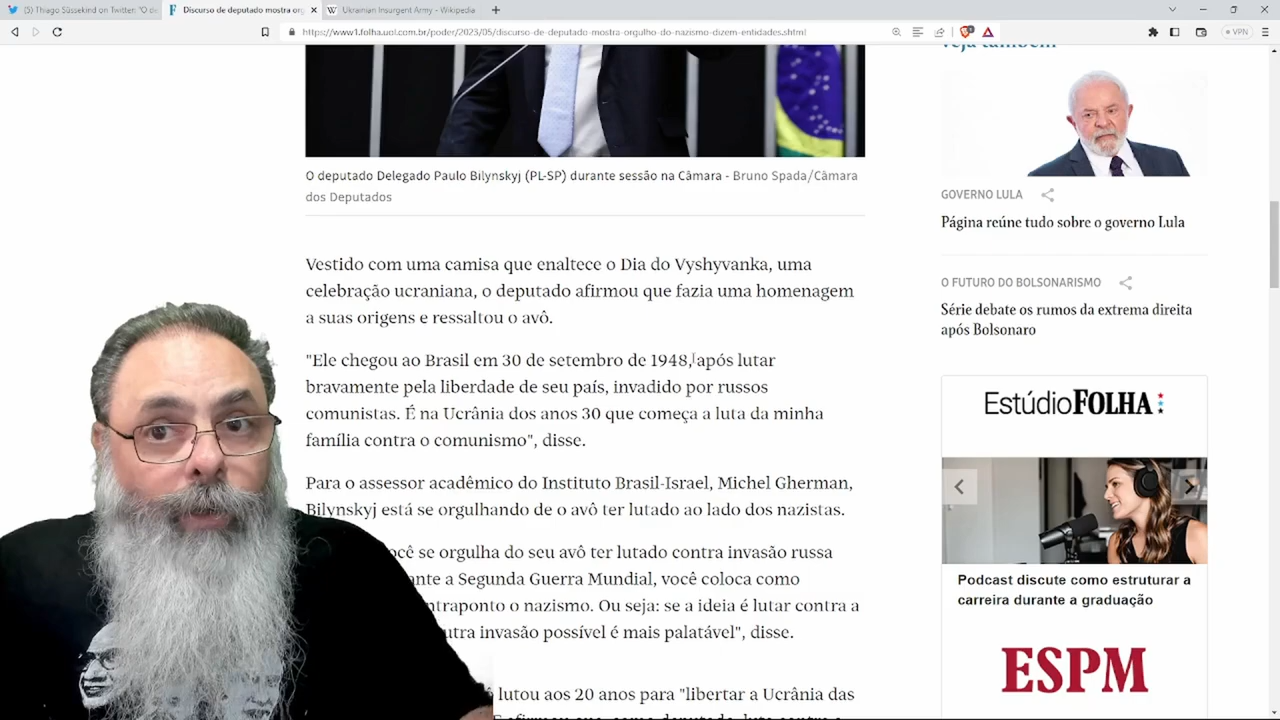 (5) Thiago Süssekind on Twitter: "O d
Discurso de deputado mostra org
Ukrainian Insurgent Army - Wikipedia
https://www1.folha.uol.com.br/poder/2023/05/discurso-de-deputado-mostra-orgulho-do-nazismo-dizem-entidades.shtml
VPN
Veja também
O deputado Delegado Paulo Bilynskyj (PL-SP) durante sessão na Câmara - Bruno Spada/Câmara
dos Deputados
Vestido com uma camisa que enaltece o Dia do Vyshyvanka, uma
celebração ucraniana, o deputado afirmou que fazia uma homenagem
a suas origens e ressaltou o avô.
"Ele chegou ao Brasil em 30 de setembro de 1948, após lutar
bravamente pela liberdade de seu país, invadido por russos
comunistas. É na Ucrânia dos anos 30 que começa a luta da minha
família contra o comunismo", disse.
Para o assessor acadêmico do Instituto Brasil-Israel, Michel Gherman,
Bilynskyj está se orgulhando de o avô ter lutado ao lado dos nazistas.
ocê se orgulha do seu avô ter lutado contra invasão russa
ante a Segunda Guerra Mundial, você coloca como
ntraponto o nazismo. Ou seja: se a ideia é lutar contra a
utra invasão possível é mais palatável", disse.
lutou aos 20 anos para "libertar a Ucrânia das
GOVERNO LULA
Página reúne tudo sobre o governo Lula
O FUTURO DO BOLSONARISMO
Série debate os rumos da extrema direita
após Bolsonaro
Estúdio FOLHA
Podcast discute como estruturar a
carreira durante a graduação
ESPM